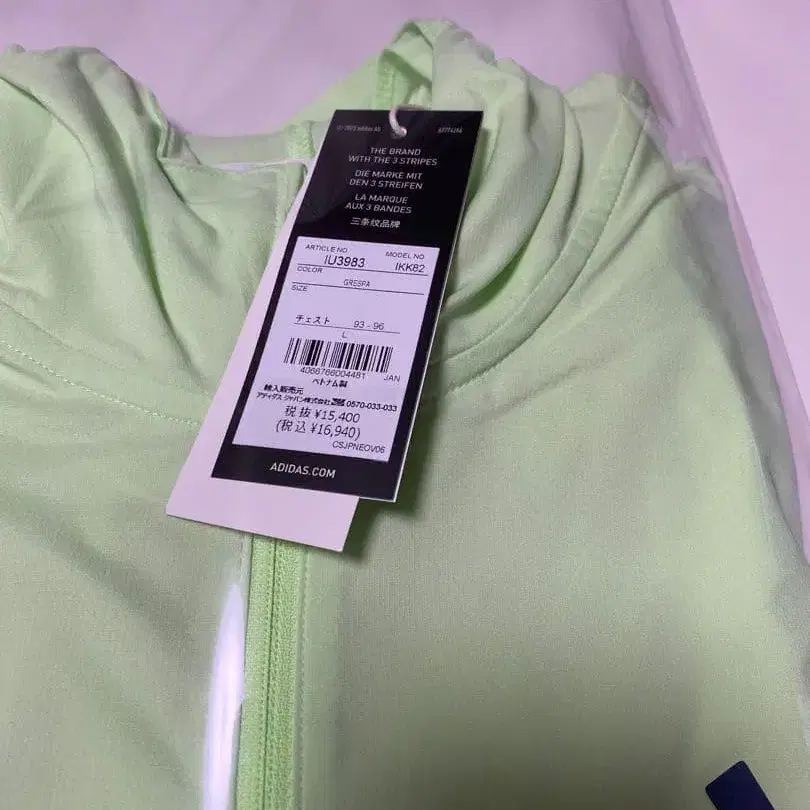 THE BRAND
WITH THE 3 STRIPES
DIE MARKE MIT
DEN 3 STREIFEN
LA MARQUE
AUX 3 BANDES
三条纹品牌
ARTICLE NO. MODEL NO
IU3983 IKK62
COLOR
GRESPA
SIZE
チェスト 93 - 96
L
4066766004481 JAN
ベトナム製
輸入販売元
アディダス ジャパン株式会社 0570-033-033
税抜 ¥15,400
(税込 ¥16,940)
CSJPNEOV06
ADIDAS.COM